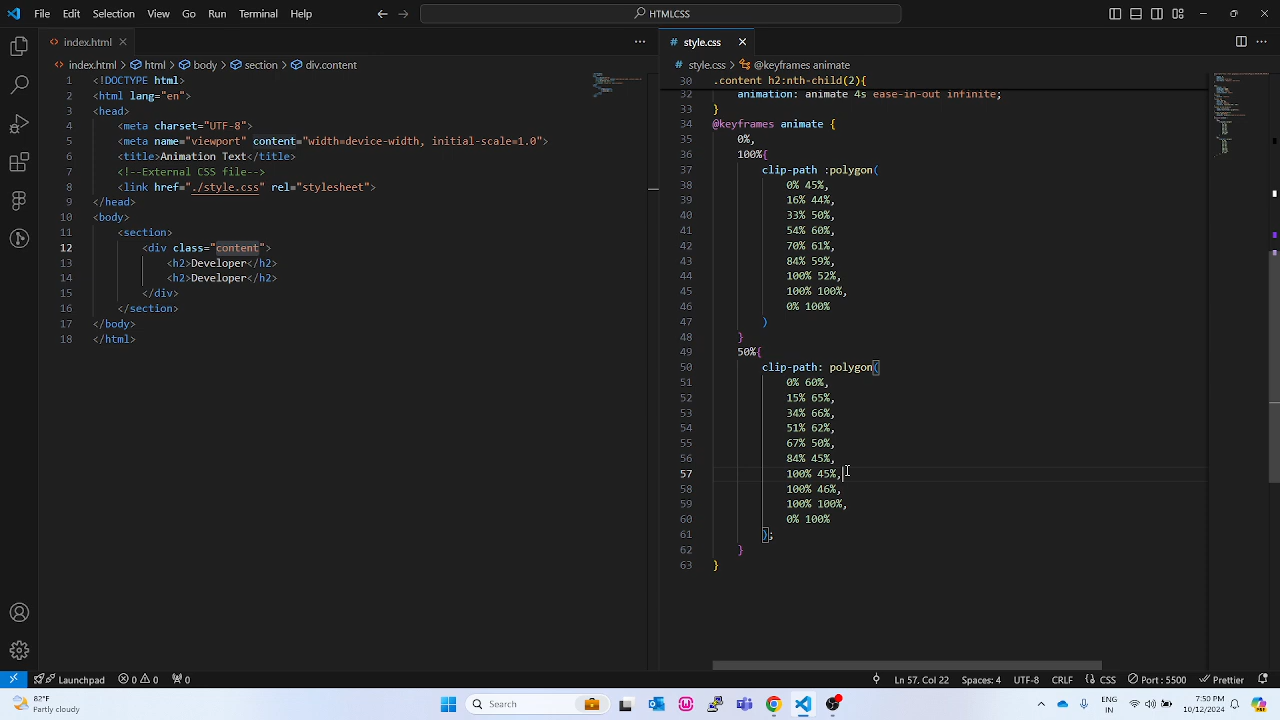 File Edit Selection View Go Run Terminal Help
HTMLCSS
index.html
style.css
index.html > html > body > section > div.content
style.css > @keyframes animate
1 <!DOCTYPE html>
2 <html lang="en">
3 <head>
4 <meta charset="UTF-8">
5 <meta name="viewport" content="width=device-width, initial-scale=1.0">
6 <title>Animation Text</title>
7 <!--External CSS file-->
8 <link href="./style.css" rel="stylesheet">
9 </head>
10 <body>
11 <section>
12 <div class="content">
13 <h2>Developer</h2>
14 <h2>Developer</h2>
15 </div>
16 </section>
17 </body>
18 </html>
30 .content h2:nth-child(2){
32 animation: animate 4s ease-in-out infinite;
33 }
34 @keyframes animate {
35 0%,
36 100%{
37 clip-path :polygon(
38 0% 45%,
39 16% 44%,
40 33% 50%,
41 54% 60%,
42 70% 61%,
43 84% 59%,
44 100% 52%,
45 100% 100%,
46 0% 100%
47 )
48 }
49 50%{
50 clip-path: polygon(
51 0% 60%,
52 15% 65%,
53 34% 66%,
54 51% 62%,
55 67% 50%,
56 84% 45%,
57 100% 45%,
58 100% 46%,
59 100% 100%,
60 0% 100%
61 );
62 }
63 }
Launchpad 0 0 0
Ln 57, Col 22 Spaces: 4 UTF-8 CRLF {} CSS Port : 5500 Prettier
82°F
Partly cloudy
Search
ENG
IN
7:50 PM
10/12/2024